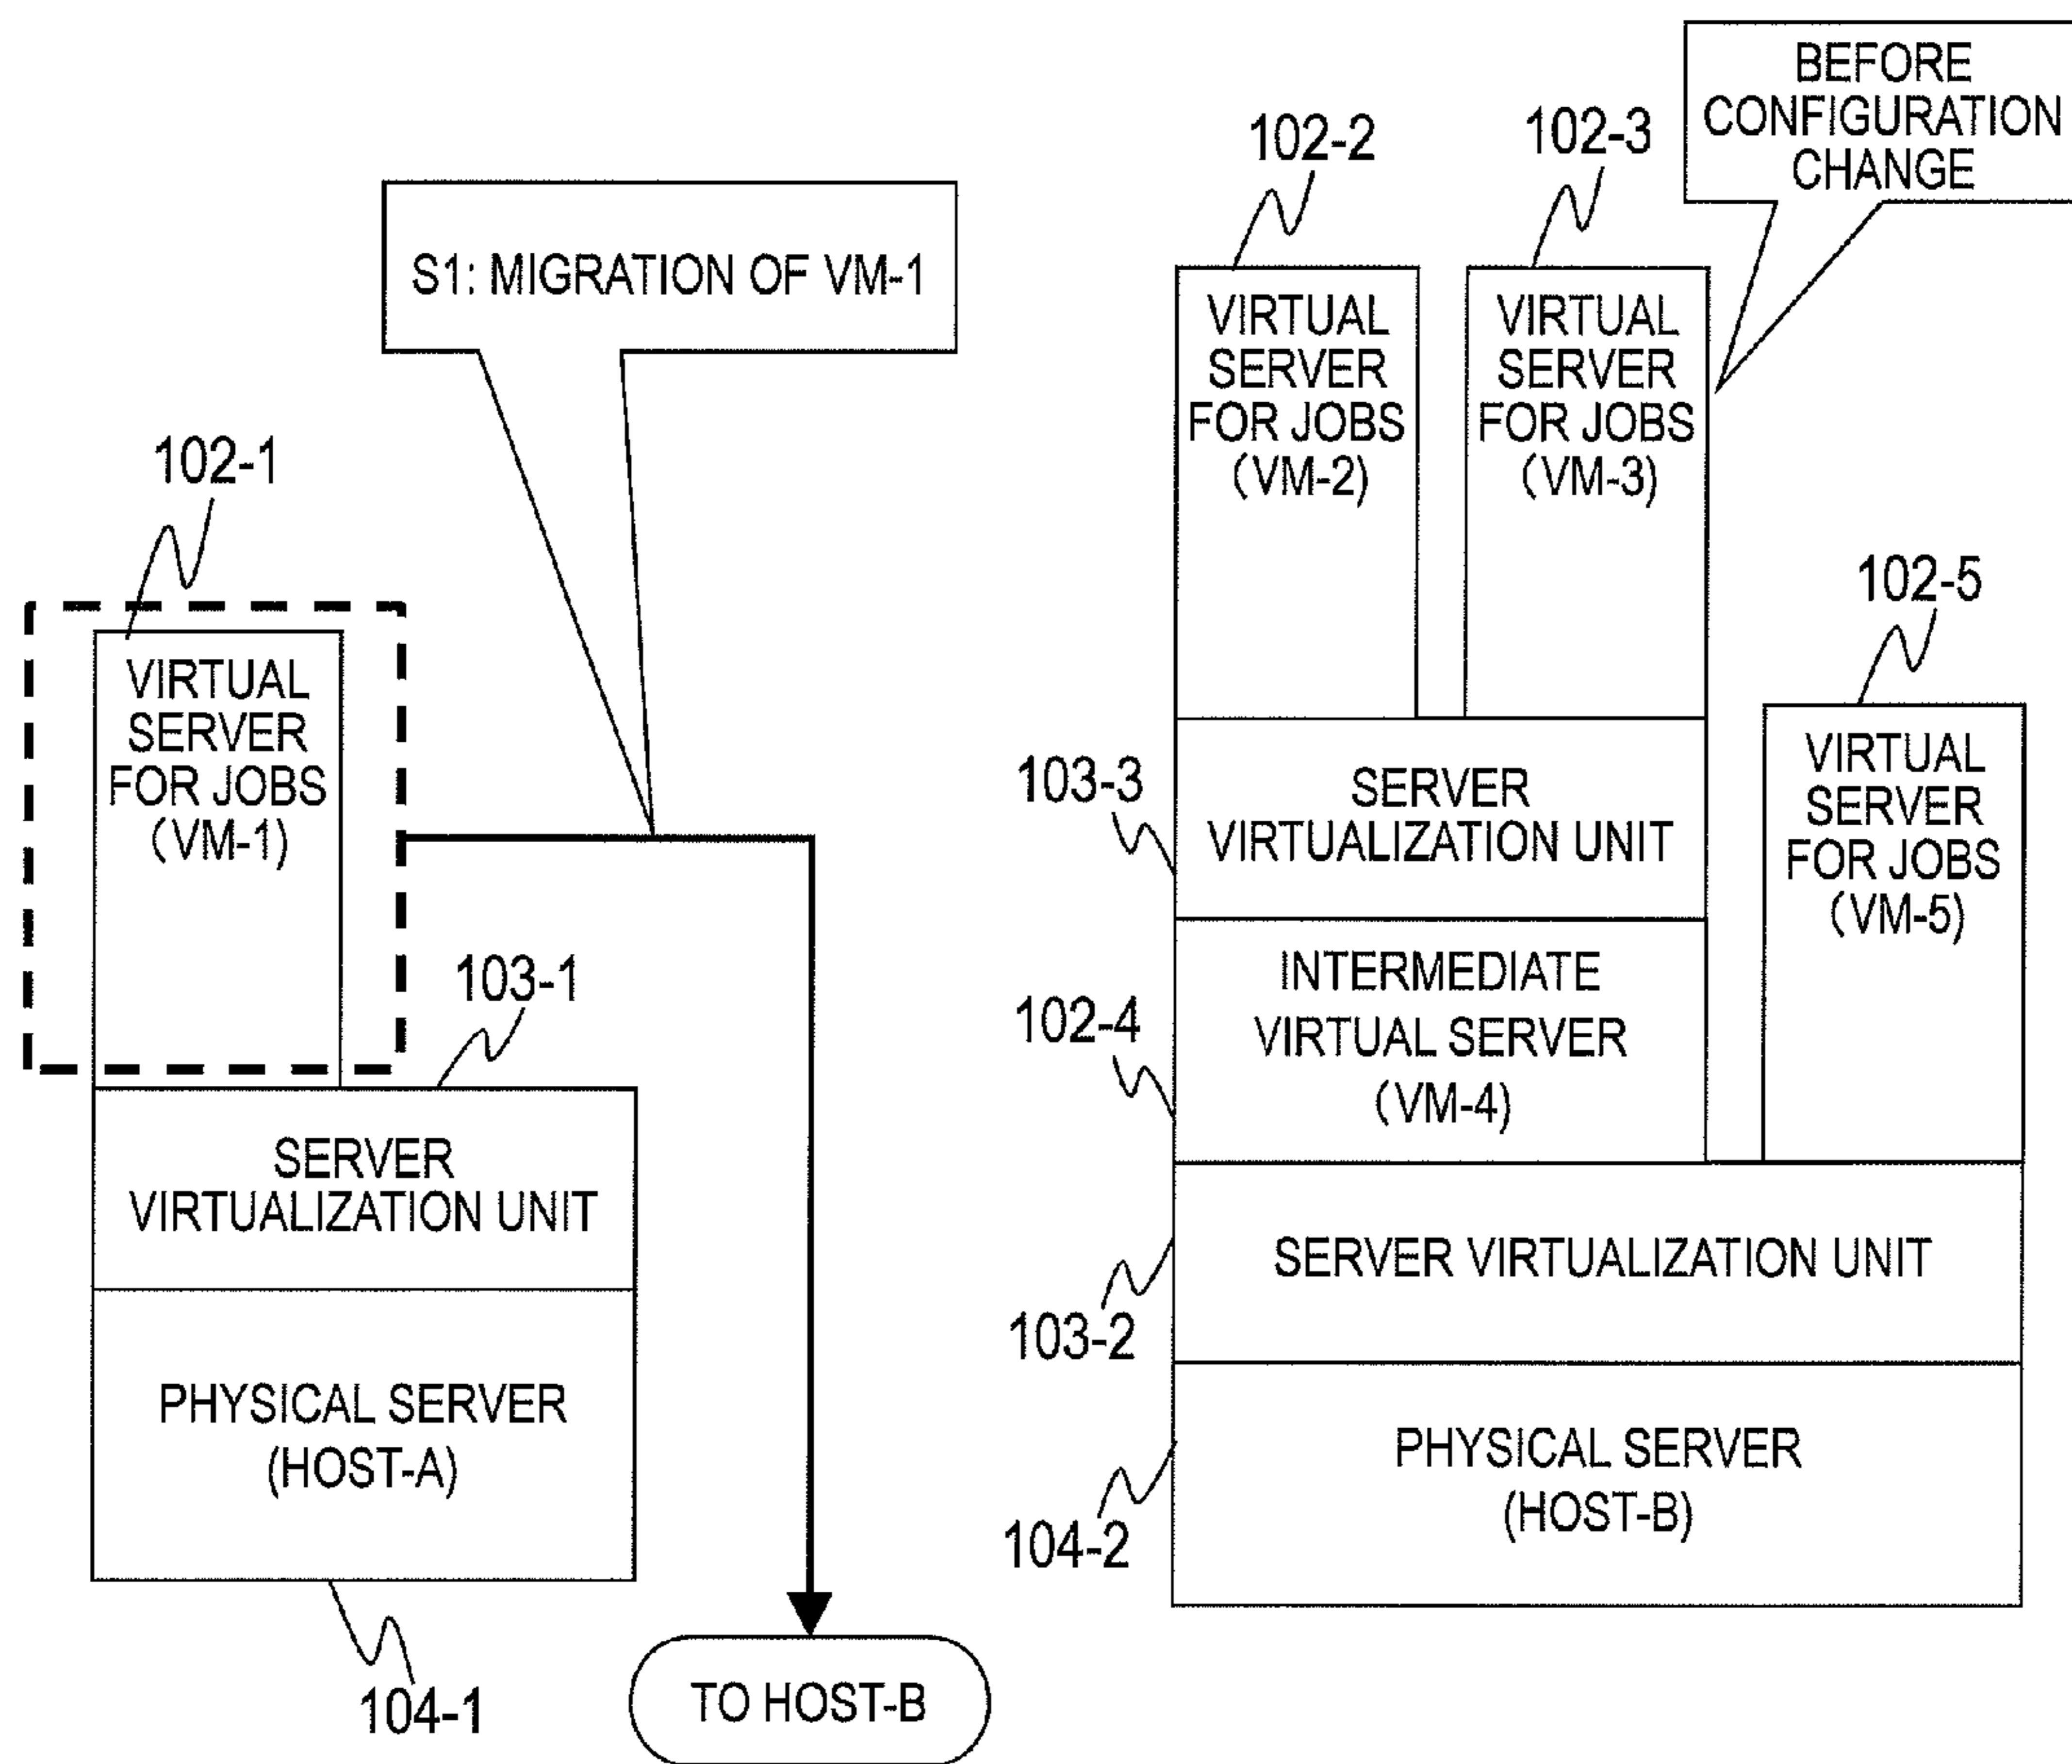 BEFORE
CONFIGURATION
CHANGE
102-2
102-3
S1: MIGRATION OF VM-1
VIRTUAL
SERVER
FOR JOBS
(VM-2)
VIRTUAL
SERVER
FOR JOBS
(VM-3)
102-1
102-5
VIRTUAL
SERVER
FOR JOBS
(VM-1)
103-3
SERVER
VIRTUALIZATION UNIT
VIRTUAL
SERVER
FOR JOBS
(VM-5)
103-1
102-4
INTERMEDIATE
VIRTUAL SERVER
(VM-4)
SERVER
VIRTUALIZATION UNIT
SERVER VIRTUALIZATION UNIT
103-2
PHYSICAL SERVER
(HOST-A)
PHYSICAL SERVER
(HOST-B)
104-2
104-1
TO HOST-B